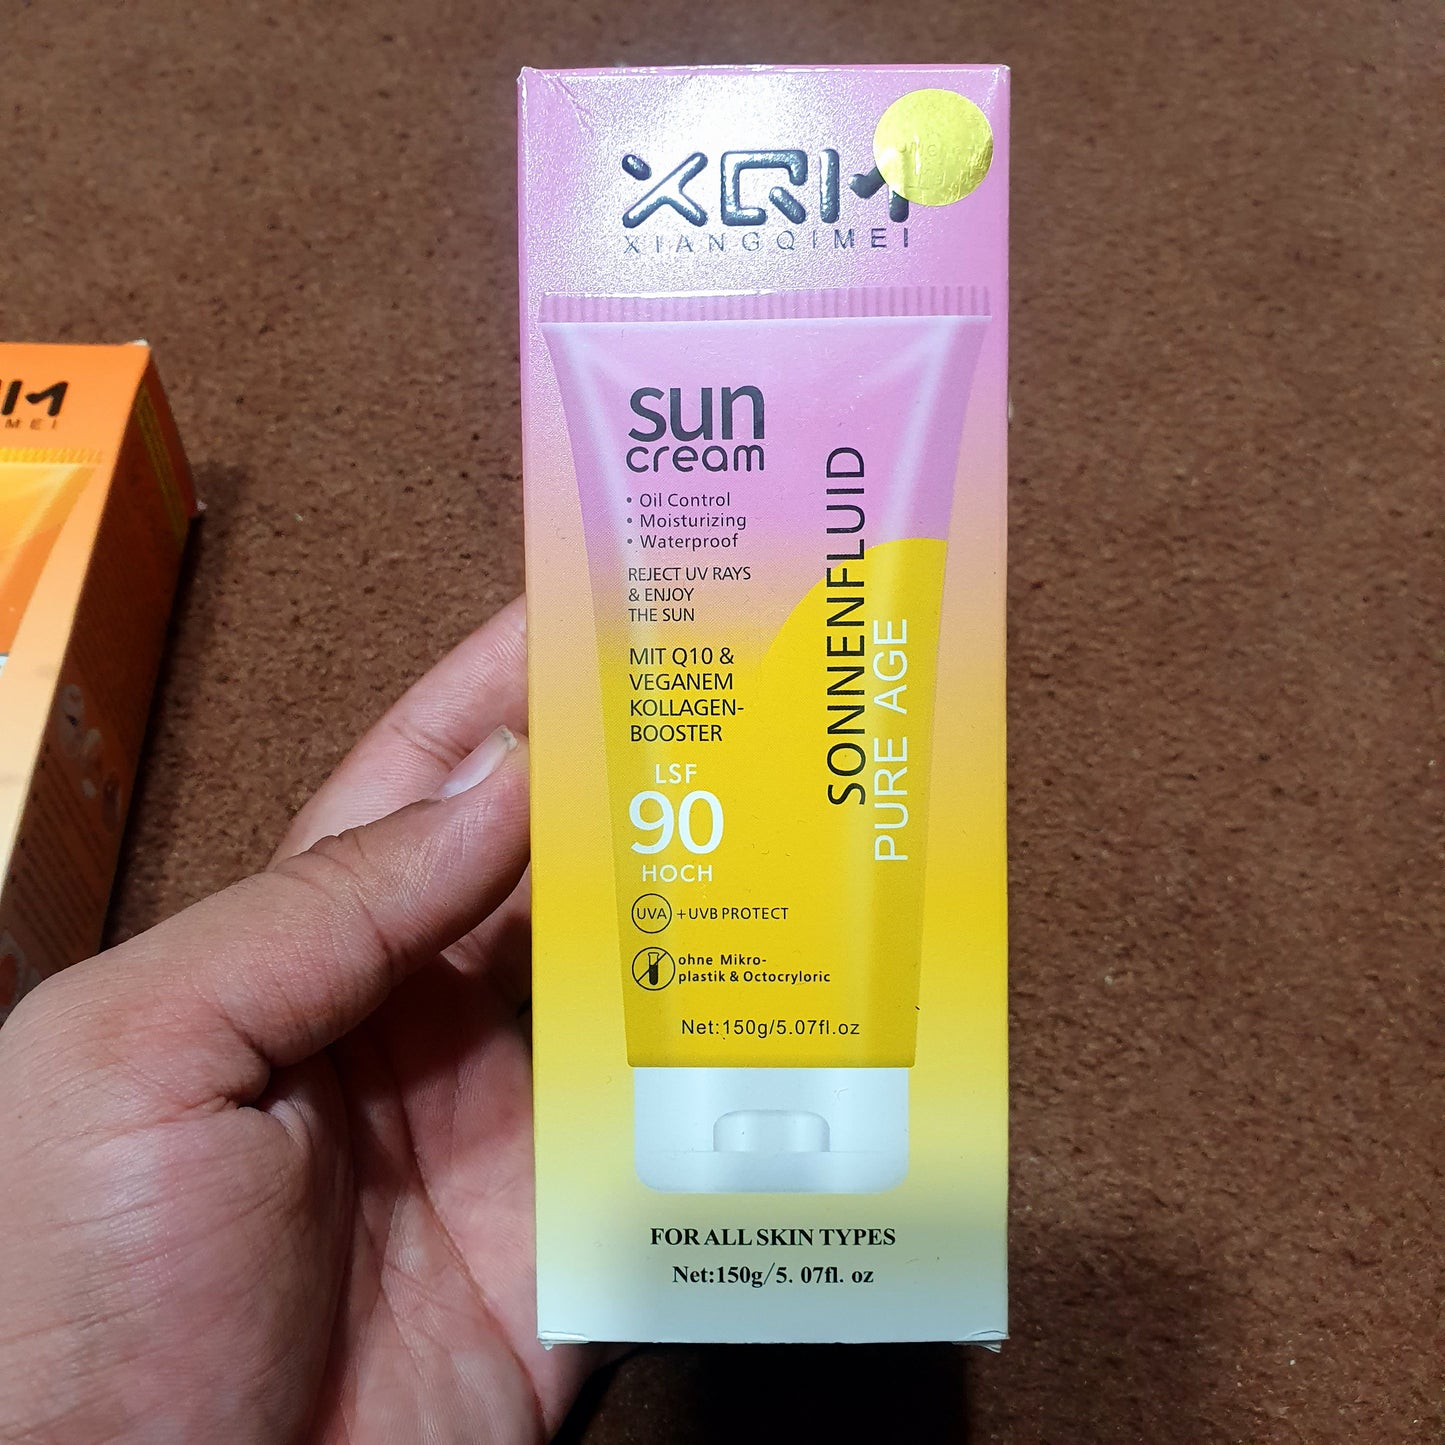 XQM
XIANGQIMEI
sun
cream
• Oil Control
• Moisturizing
• Waterproof
REJECT UV RAYS
& ENJOY
THE SUN
MIT Q10 &
VEGANEM
KOLLAGEN-
BOOSTER
LSF
90
HOCH
UVA +UVB PROTECT
ohne Mikro-
plastik & Octocryloric
Net:150g/5.07fl.oz
SONNENFLUID
PURE AGE
FOR ALL SKIN TYPES
Net:150g/5. 07fl. oz
MEI